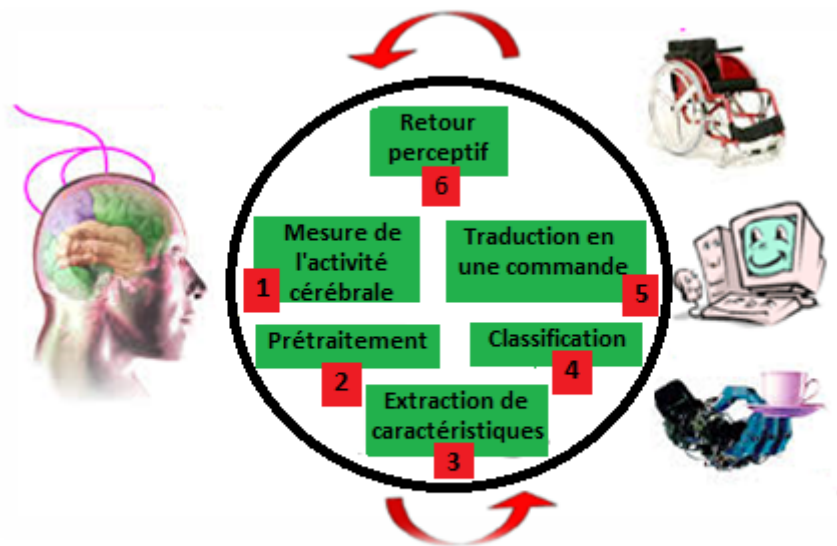 Retour
perceptif
6
Mesure de
l'activité
cérébrale
1
Traduction en
une commande
5
Prétraitement
2
Classification
4
Extraction de
caractéristiques
3